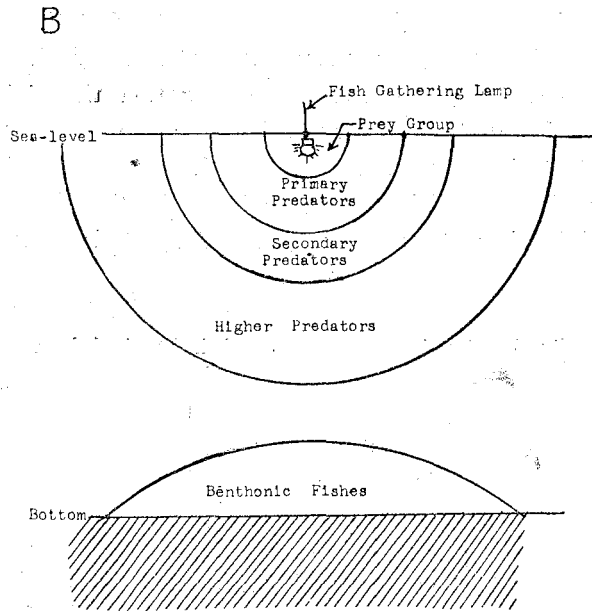 B
Fish Gathering Lamp
Prey Group
Sea-level
Primary
Predators
Secondary
Predators
Higher Predators
Benthonic Fishes
Bottom